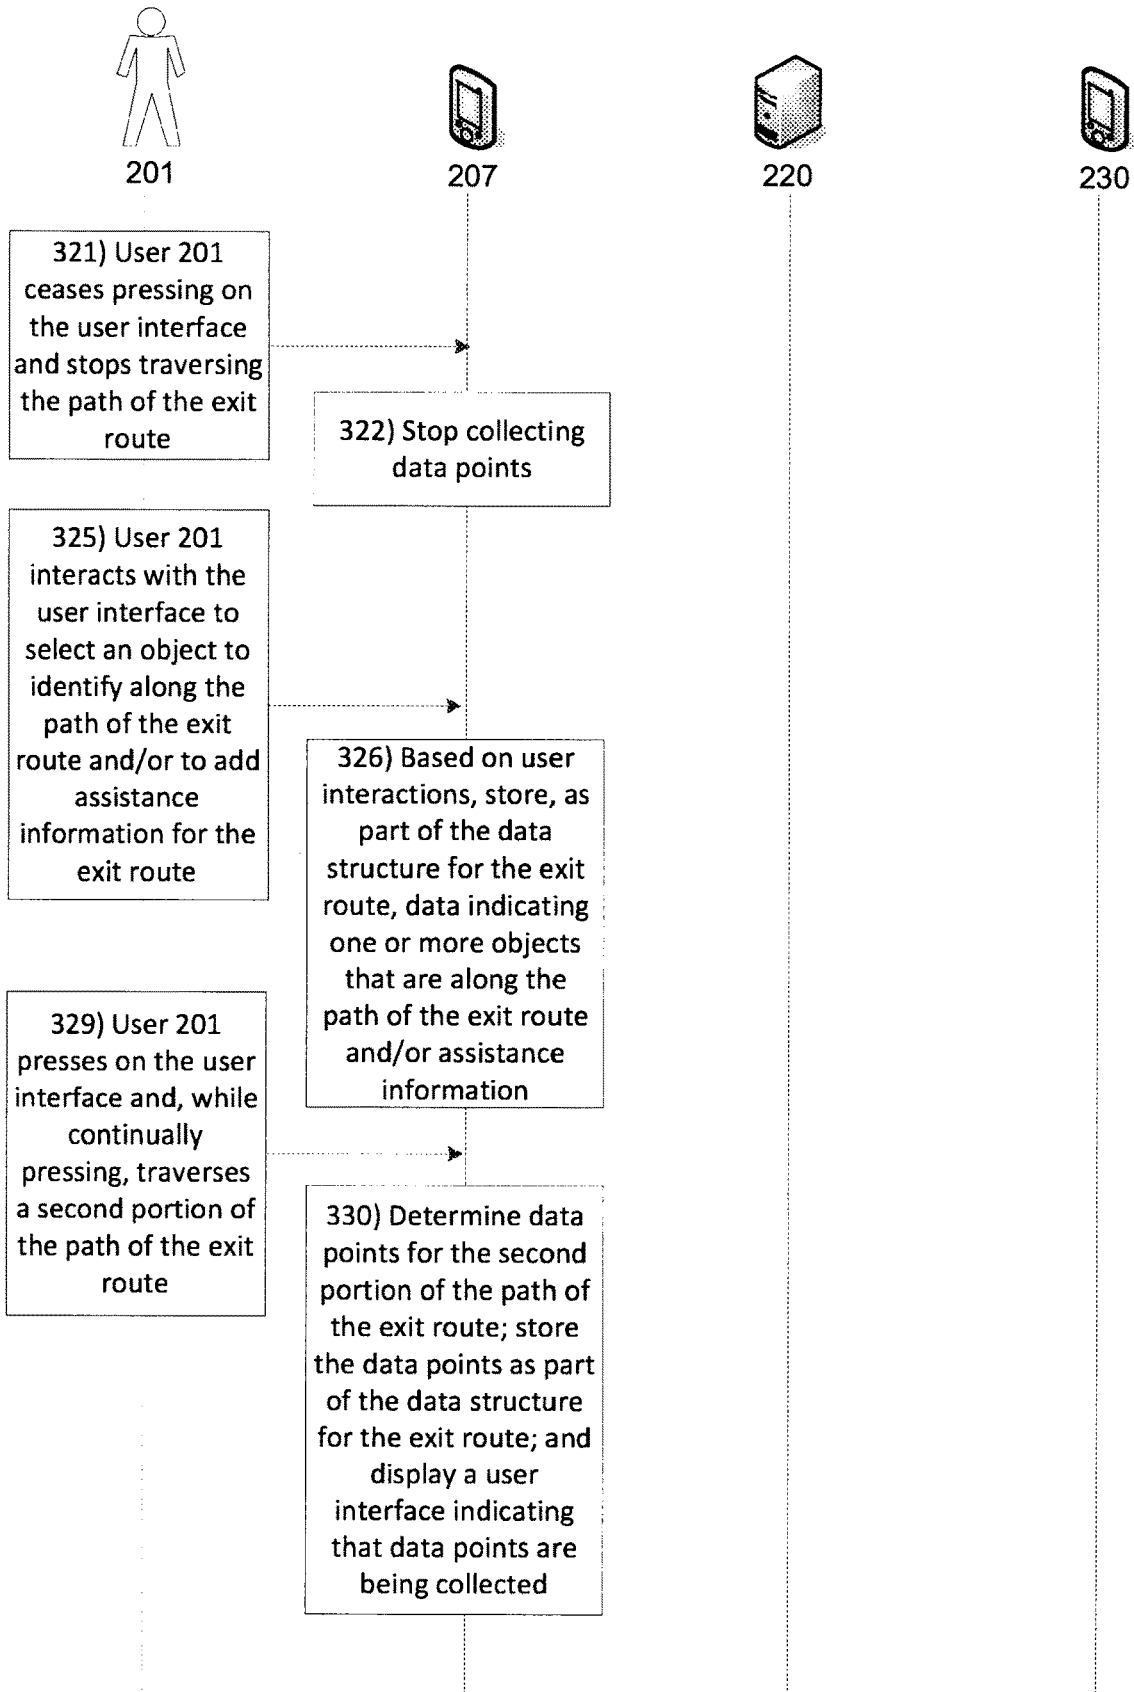 201
207
220
230
321) User 201
ceases pressing on
the user interface
and stops traversing
the path of the exit
route
322) Stop collecting
data points
325) User 201
interacts with the
user interface to
select an object to
identify along the
path of the exit
route and/or to add
assistance
information for the
exit route
326) Based on user
interactions, store, as
part of the data
structure for the exit
route, data indicating
one or more objects
that are along the
path of the exit route
and/or assistance
information
329) User 201
presses on the user
interface and, while
continually
pressing, traverses
a second portion of
the path of the exit
route
330) Determine data
points for the second
portion of the path of
the exit route; store
the data points as part
of the data structure
for the exit route; and
display a user
interface indicating
that data points are
being collected